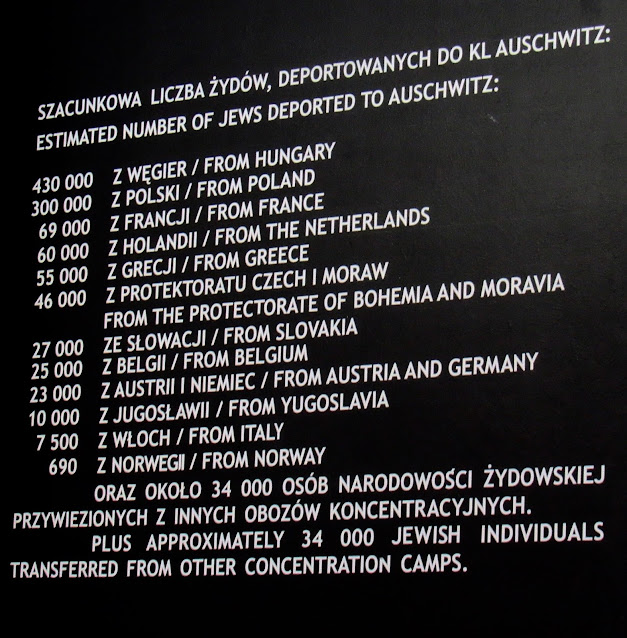 SZACUNKOWA LICZBA ŻYDÓW, DEPORTOWANYCH DO KL AUSCHWITZ:
ESTIMATED NUMBER OF JEWS DEPORTED TO AUSCHWITZ:
430 000 Z WĘGIER / FROM HUNGARY
300 000 Z POLSKI / FROM POLAND
69 000 Z FRANCJI / FROM FRANCE
60 000 Z HOLANDII / FROM THE NETHERLANDS
55 000 Z GRECJI / FROM GREECE
46 000 Z PROTEKTORATU CZECH I MORAW
FROM THE PROTECTORATE OF BOHEMIA AND MORAVIA
27 000 ZE SŁOWACJI / FROM SLOVAKIA
25 000 Z BELGII / FROM BELGIUM
23 000 Z AUSTRII I NIEMIEC / FROM AUSTRIA AND GERMANY
10 000 Z JUGOSŁAWII / FROM YUGOSLAVIA
7 500 Z WŁOCH / FROM ITALY
690 Z NORWEGII / FROM NORWAY
ORAZ OKOŁO 34 000 OSÓB NARODOWOŚCI ŻYDOWSKIEJ
PRZYWIEZIONYCH Z INNYCH OBOZÓW KONCENTRACYJNYCH.
PLUS APPROXIMATELY 34 000 JEWISH INDIVIDUALS
TRANSFERRED FROM OTHER CONCENTRATION CAMPS.